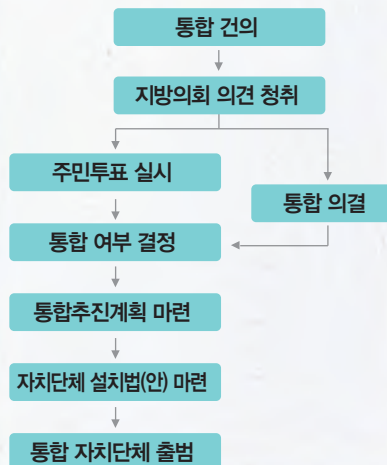 통합 건의
지방의회 의견 청취
주민투표 실시
통합 의결
통합 여부 결정
통합추진계획 마련
자치단체 설치법(안) 마련
통합 자치단체 출범